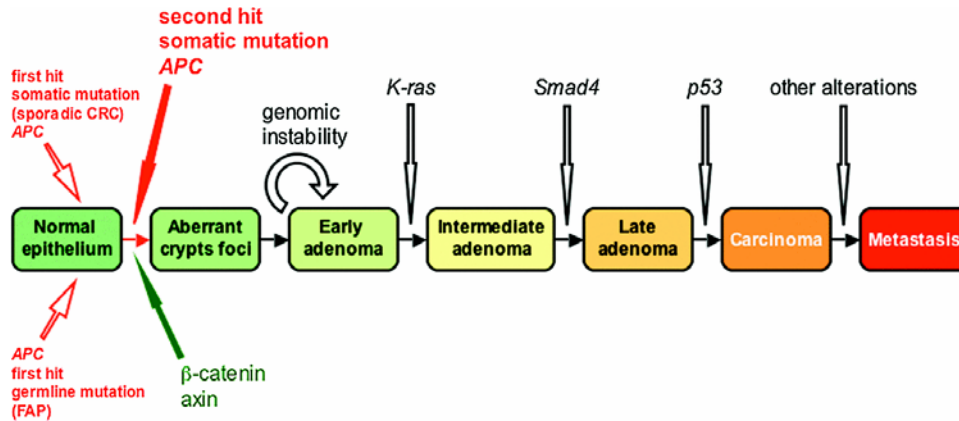 second hit
somatic mutation
APC
first hit
somatic mutation
(sporadic CRC)
APC
genomic
instability
K-ras
Smad4
p53
other alterations
Normal
epithelium
Aberrant
crypts foci
Early
adenoma
Intermediate
adenoma
Late
adenoma
Carcinoma
Metastasis
APC
first hit
germline mutation
(FAP)
β-catenin
axin